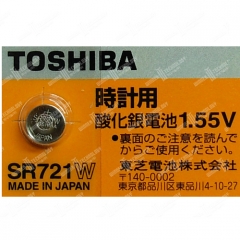 TOSHIBA
時計用
酸化銀電池 1.55V
●裏面のご注意を読んで
からご使用ください。
SR721W
MADE IN JAPAN
東芝電池株式会社
〒140-0002
東京都品川区東品川4-10-27